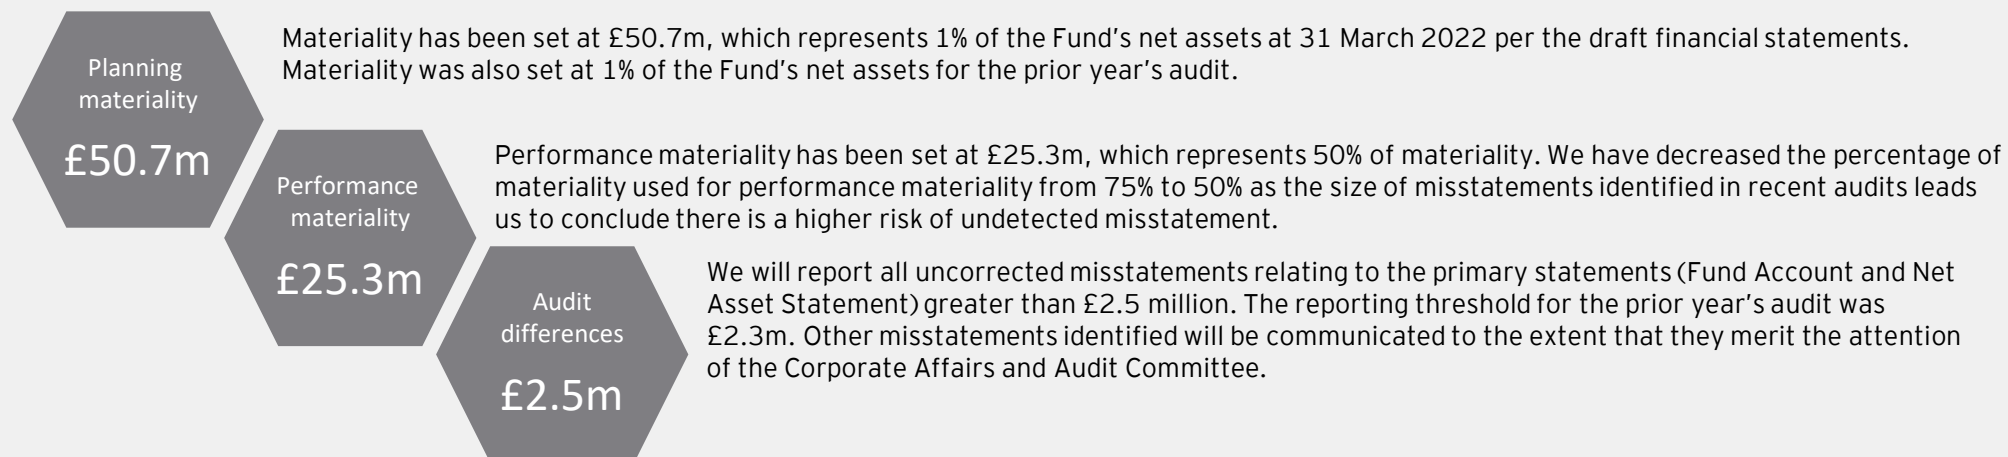 Planning
materiality
£50.7m
Materiality has been set at £50.7m, which represents 1% of the Fund's net assets at 31 March 2022 per the draft financial statements.
Materiality was also set at 1% of the Fund's net assets for the prior year's audit.
Performance
materiality
£25.3m
Performance materiality has been set at £25.3m, which represents 50% of materiality. We have decreased the percentage of
materiality used for performance materiality from 75% to 50% as the size of misstatements identified in recent audits leads
us to conclude there is a higher risk of undetected misstatement.
Audit
differences
£2.5m
We will report all uncorrected misstatements relating to the primary statements (Fund Account and Net
Asset Statement) greater than £2.5 million. The reporting threshold for the prior year's audit was
£2.3m. Other misstatements identified will be communicated to the extent that they merit the attention
of the Corporate Affairs and Audit Committee.